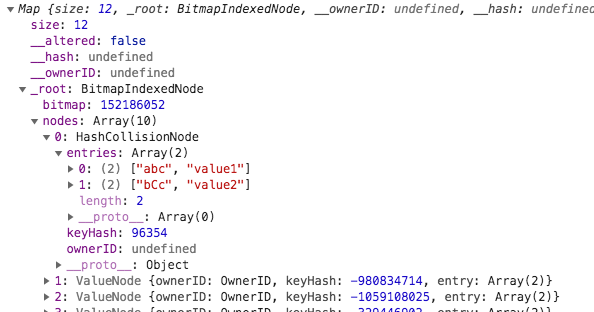 Map {size: 12, _root: BitmapIndexedNode, __ownerID: undefined, __hash: undefined
size: 12
__altered: false
__hash: undefined
__ownerID: undefined
_root: BitmapIndexedNode
bitmap: 152186052
nodes: Array(10)
0: HashCollisionNode
entries: Array(2)
0: (2) ["abc", "value1"]
1: (2) ["bCc", "value2"]
length: 2
__proto__: Array(0)
keyHash: 96354
ownerID: undefined
__proto__: Object
1: ValueNode {ownerID: OwnerID, keyHash: -980834714, entry: Array(2)}
2: ValueNode {ownerID: OwnerID, keyHash: -1059108025, entry: Array(2)}